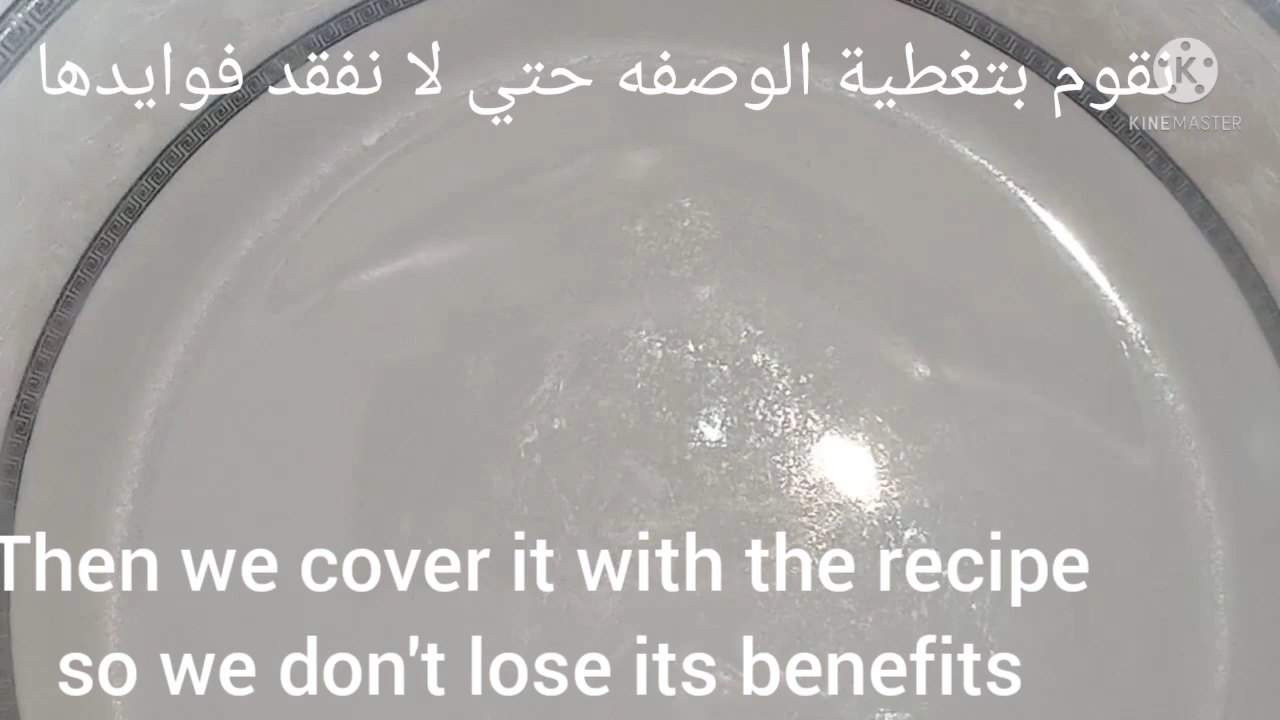 نقوم بتغطية الوصفه حتي لا نفقد فوايدها
K
KINEMASTER
Then we cover it with the recipe
so we don't lose its benefits